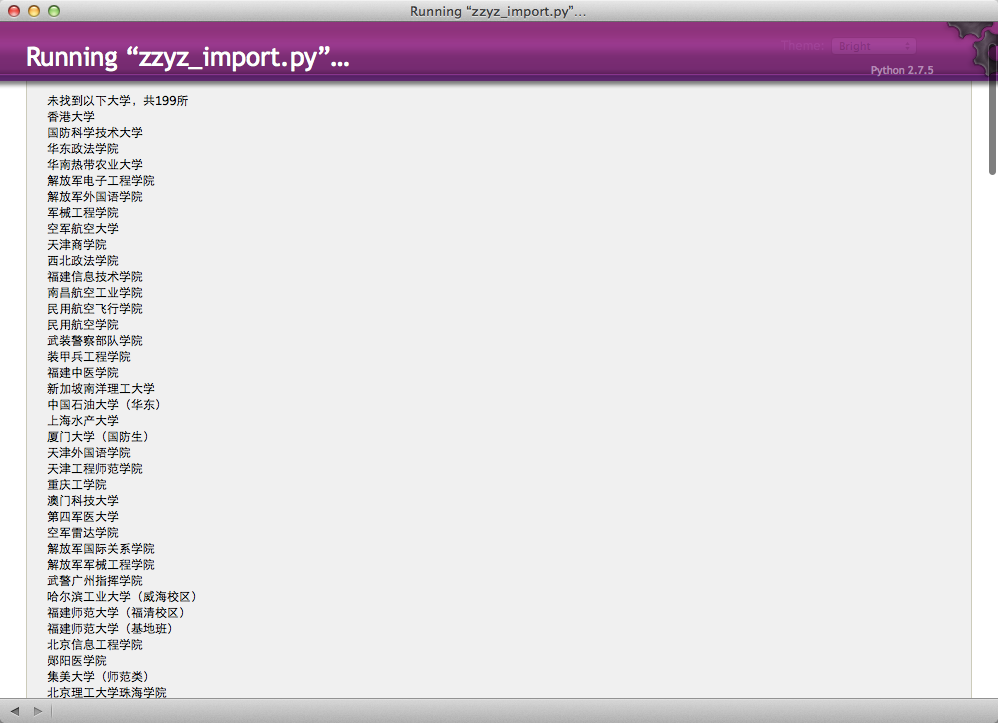 Running “zzyz_import.py”…
Running “zzyz_import.py”…
Theme: Bright
Python 2.7.5
未找到以下大学，共199所
香港大学
国防科学技术大学
华东政法学院
华南热带农业大学
解放军电子工程学院
解放军外国语学院
军械工程学院
空军航空大学
天津商学院
西北政法学院
福建信息技术学院
南昌航空工业学院
民用航空飞行学院
民用航空学院
武装警察部队学院
装甲兵工程学院
福建中医学院
新加坡南洋理工大学
中国石油大学（华东）
上海水产大学
厦门大学（国防生）
天津外国语学院
天津工程师范学院
重庆工学院
澳门科技大学
第四军医大学
空军雷达学院
解放军国际关系学院
解放军军械工程学院
武警广州指挥学院
哈尔滨工业大学（威海校区）
福建师范大学（福清校区）
福建师范大学（基地班）
北京信息工程学院
郧阳医学院
集美大学（师范类）
北京理工大学珠海学院